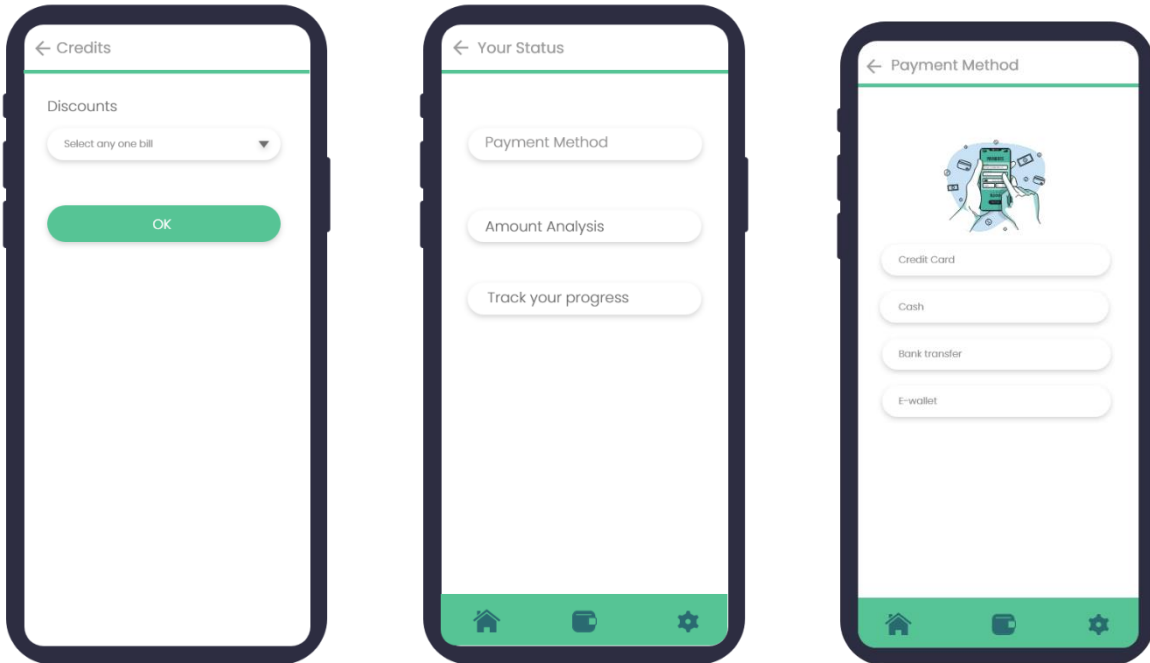 Credits
Discounts
Select any one bill
OK
Your Status
Payment Method
Amount Analysis
Track your progress
Payment Method
Credit Card
Cash
Bank transfer
E-wallet